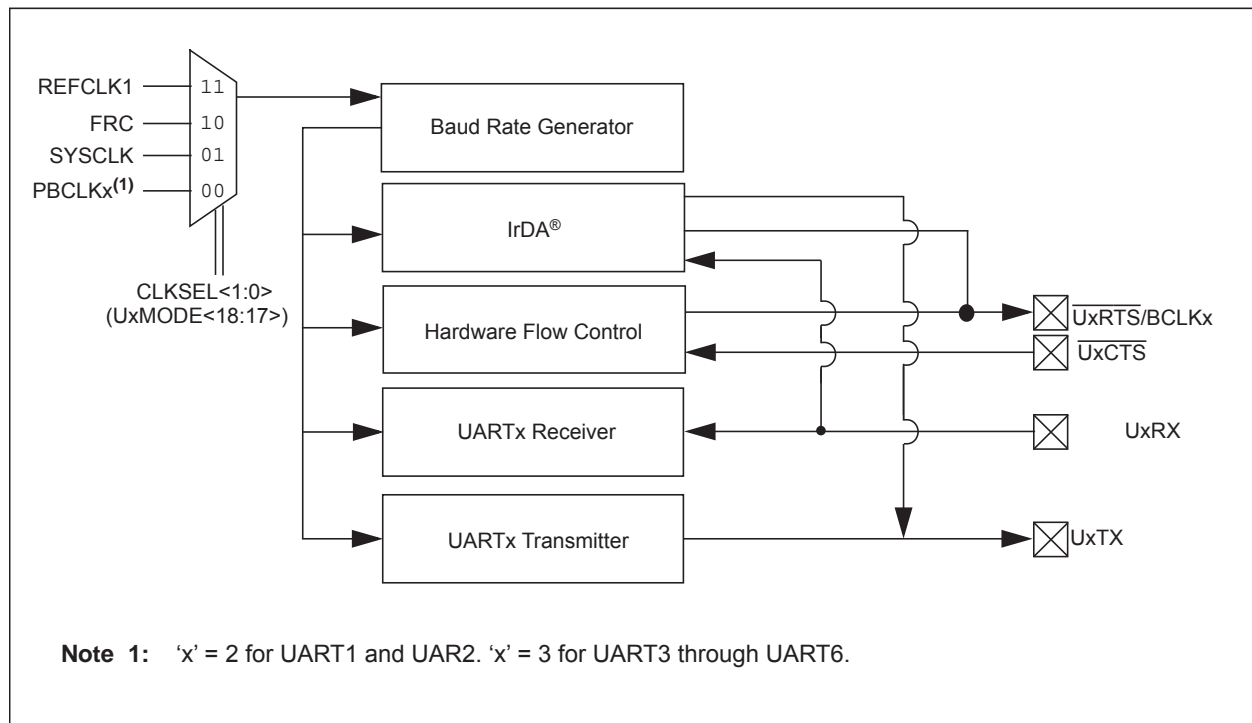 REFCLK1
11
FRC
10
SYSCLK
01
PBCLKx(1)
00
CLKSEL<1:0>
(UxMODE<18:17>)
Baud Rate Generator
IrDA®
Hardware Flow Control
UARTx Receiver
UARTx Transmitter
UxRTS/BCLKx
UxCTS
UxRX
UxTX
Note 1: ‘x’ = 2 for UART1 and UAR2. ‘x’ = 3 for UART3 through UART6.